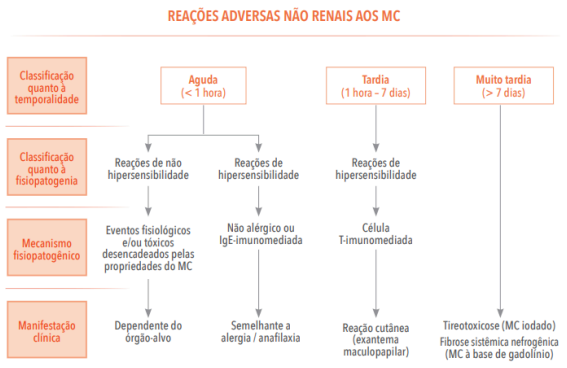 REAÇÕES ADVERSAS NÃO RENAIS AOS MC
Classificação
quanto à
temporalidade
Aguda
(< 1 hora)
Tardia
(1 hora – 7 dias)
Muito tardia
(> 7 dias)
Classificação
quanto à
fisiopatogenia
Reações de não
hipersensibilidade
Reações de
hipersensibilidade
Reações de
hipersensibilidade
Mecanismo
fisiopatogênico
Eventos fisiológicos
e/ou tóxicos
desencadeados pelas
propriedades do MC
Não alérgico ou
IgE-imunomediada
Célula
T-imunomediada
Manifestação
clínica
Dependente do
órgão-alvo
Semelhante a
alergia / anafilaxia
Reação cutânea
(exantema
maculopapilar)
Tireotoxicose (MC iodado)
Fibrose sistêmica nefrogênica
(MC à base de gadolínio)